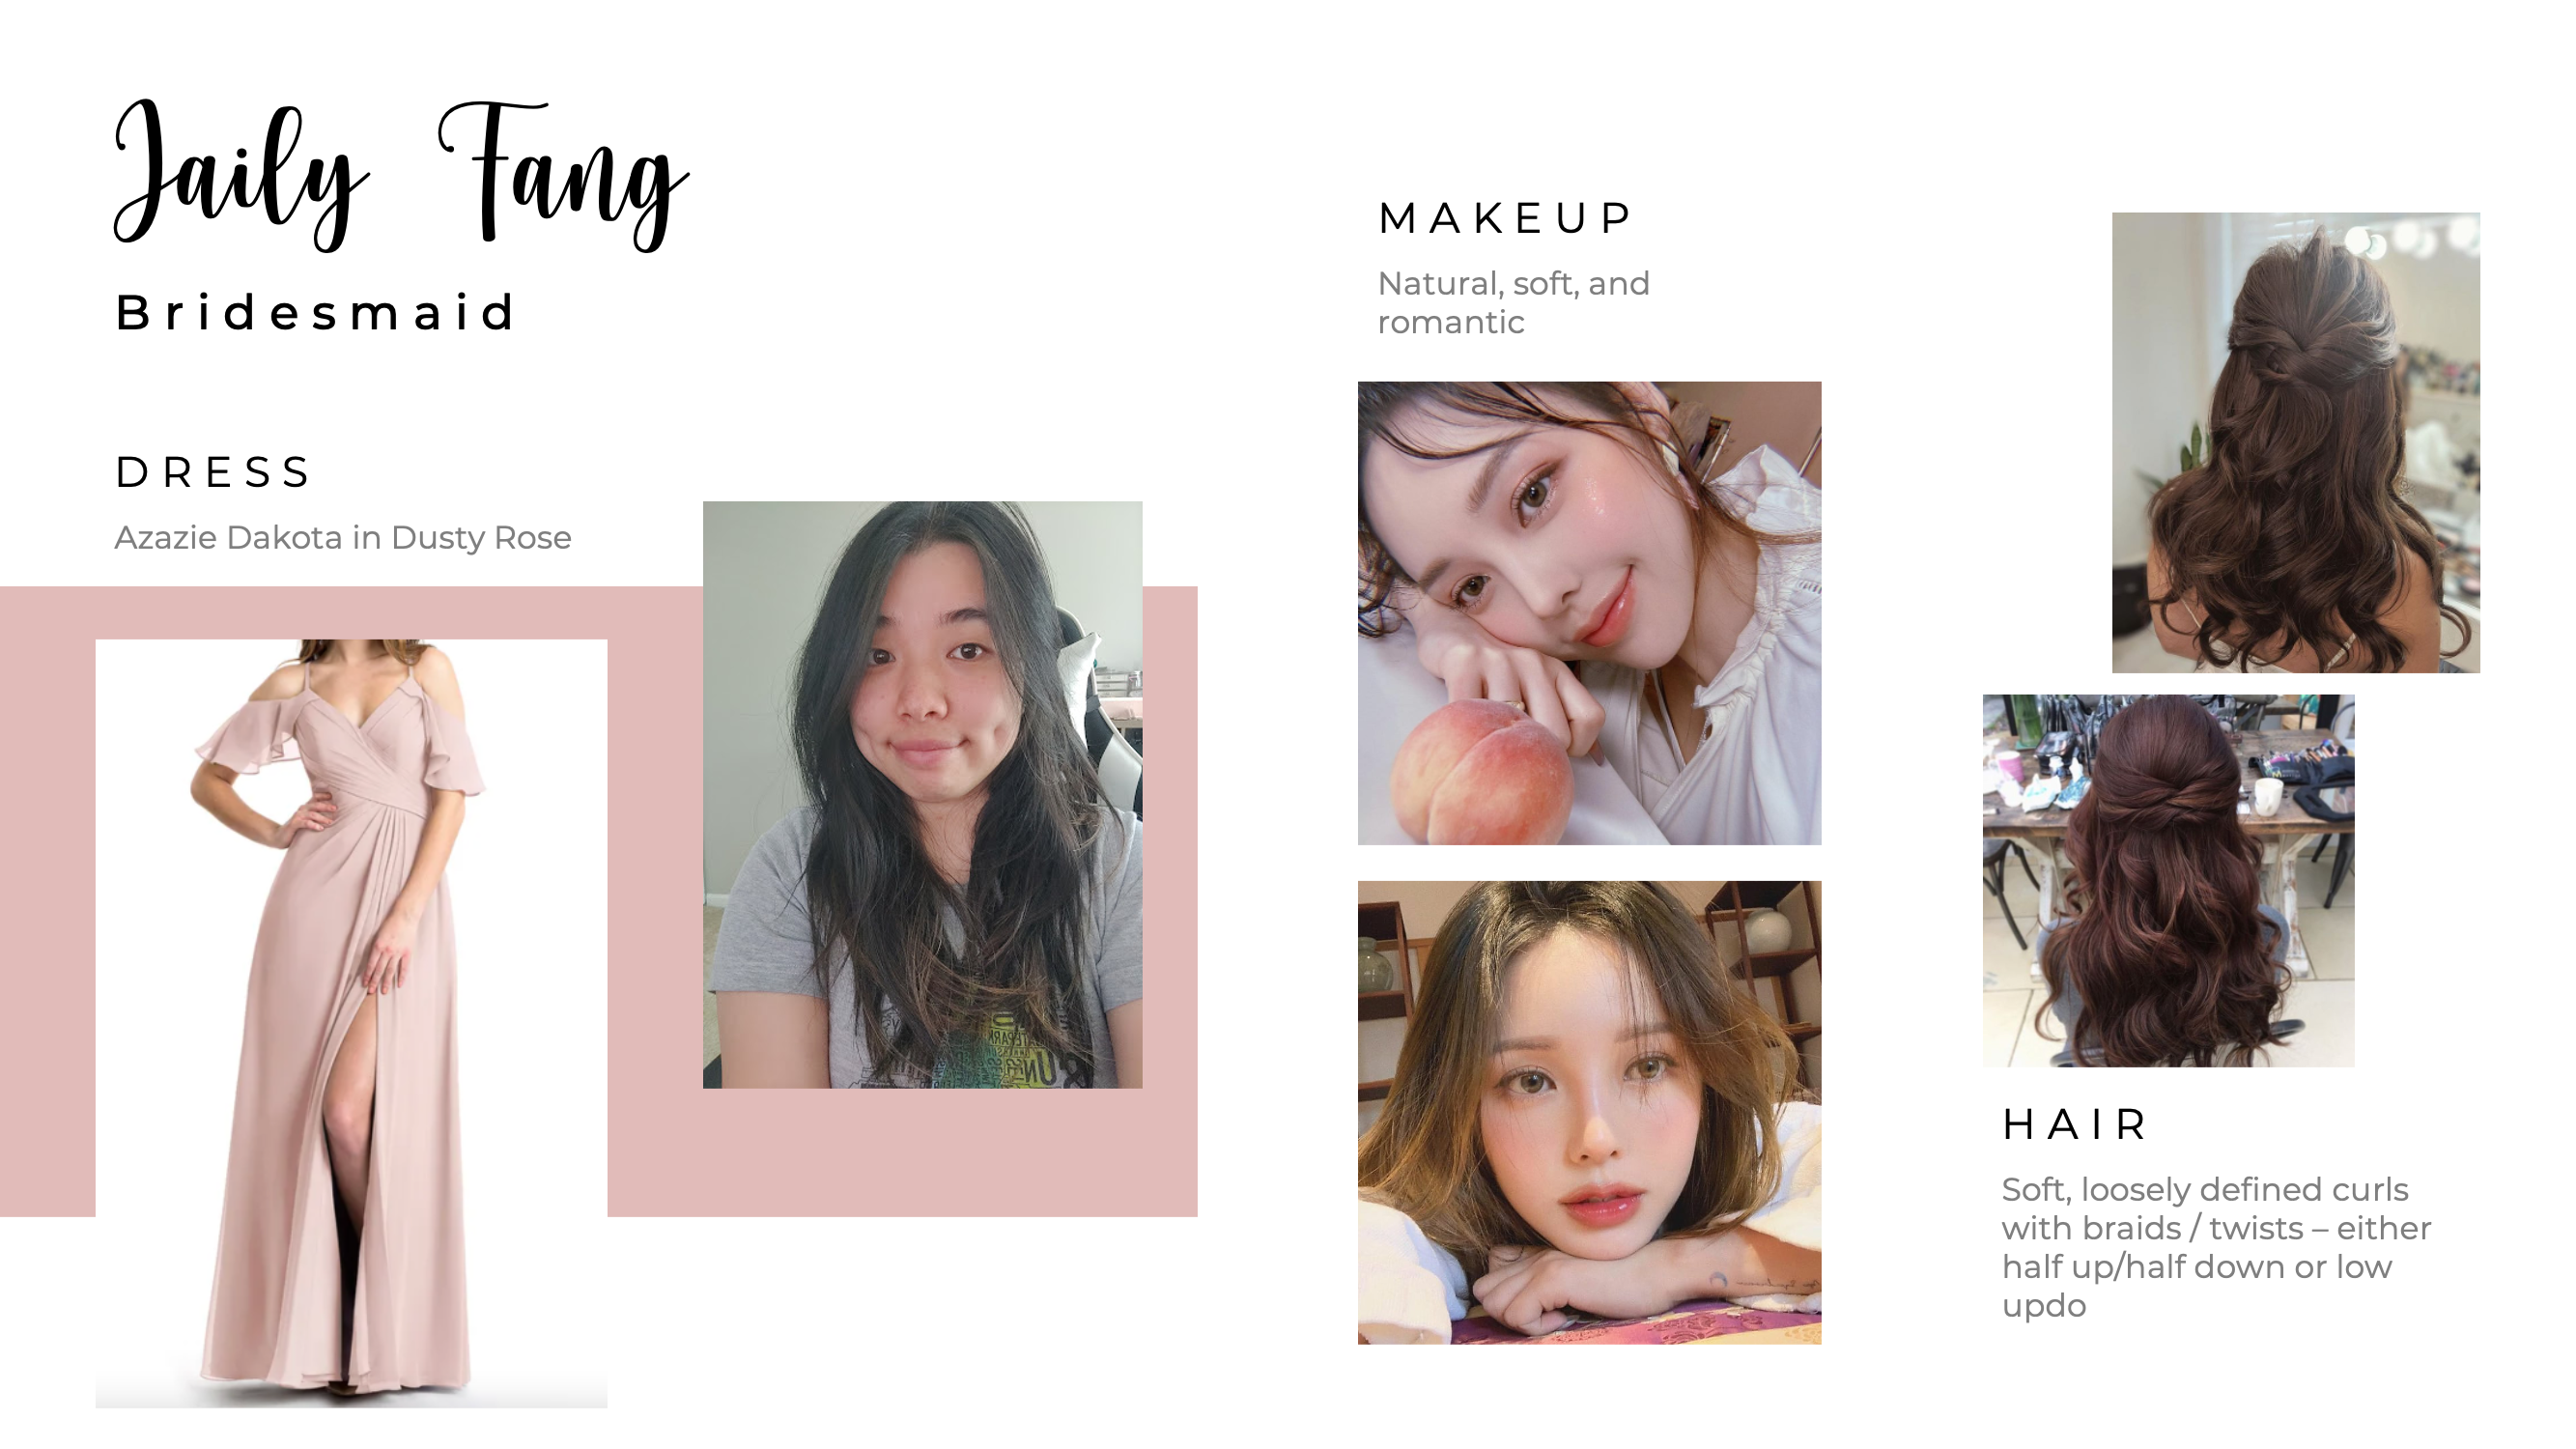 Jaily Fang
Bridesmaid
DRESS
Azazie Dakota in Dusty Rose
MAKEUP
Natural, soft, and
romantic
HAIR
Soft, loosely defined curls
with braids / twists – either
half up/half down or low
updo